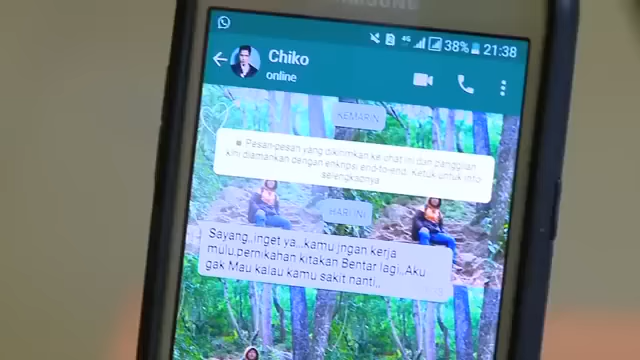 SAMSUNG
4G 38% 21:38
Chiko
online
KEMARIN
Pesan-pesan yang dikirimkan ke chat ini dan panggilan
kini diamankan dengan enkripsi end-to-end. Ketuk untuk info
selengkapnya.
HARI INI
Sayang,,inget ya,,,kamu jngan kerja
mulu,pernikahan kitakan Bentar lagi,,Aku
gak Mau kalau kamu sakit nanti,,